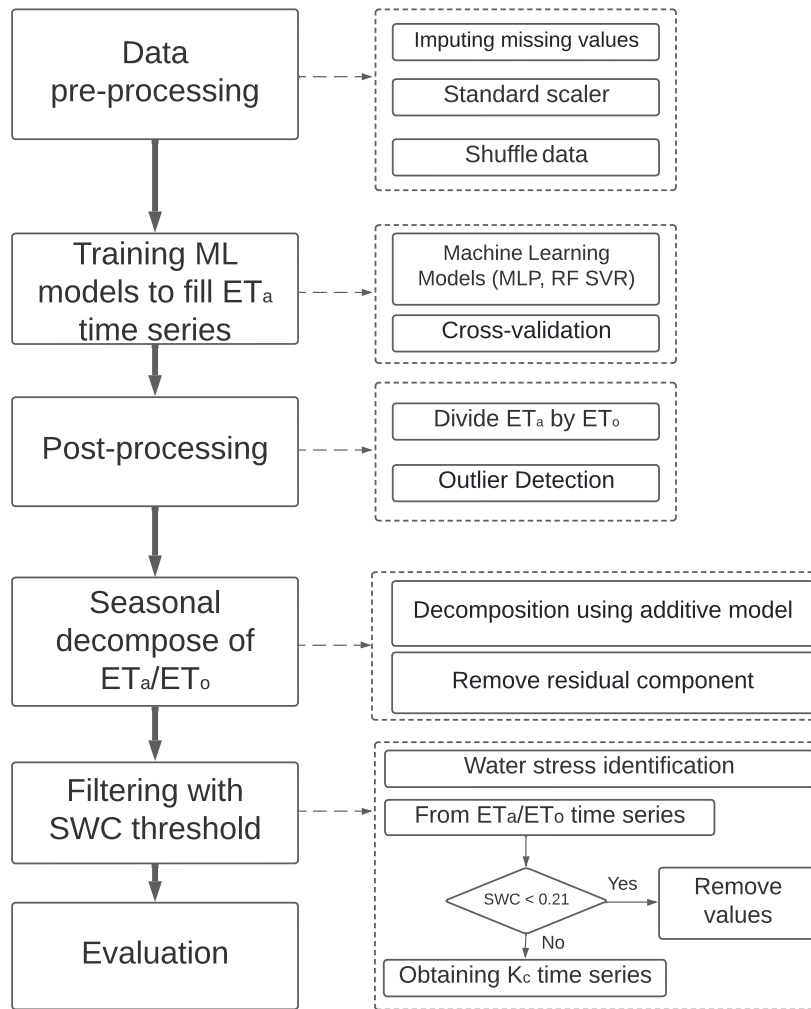 Data
pre-processing
Imputing missing values
Standard scaler
Shuffle data
Training ML
models to fill ETa
time series
Machine Learning
Models (MLP, RF SVR)
Cross-validation
Post-processing
Divide ETa by ETo
Outlier Detection
Seasonal
decompose of
ETa/ETo
Decomposition using additive model
Remove residual component
Filtering with
SWC threshold
Water stress identification
From ETa/ETo time series
SWC < 0.21
Yes
Remove
values
No
Obtaining Kc time series
Evaluation